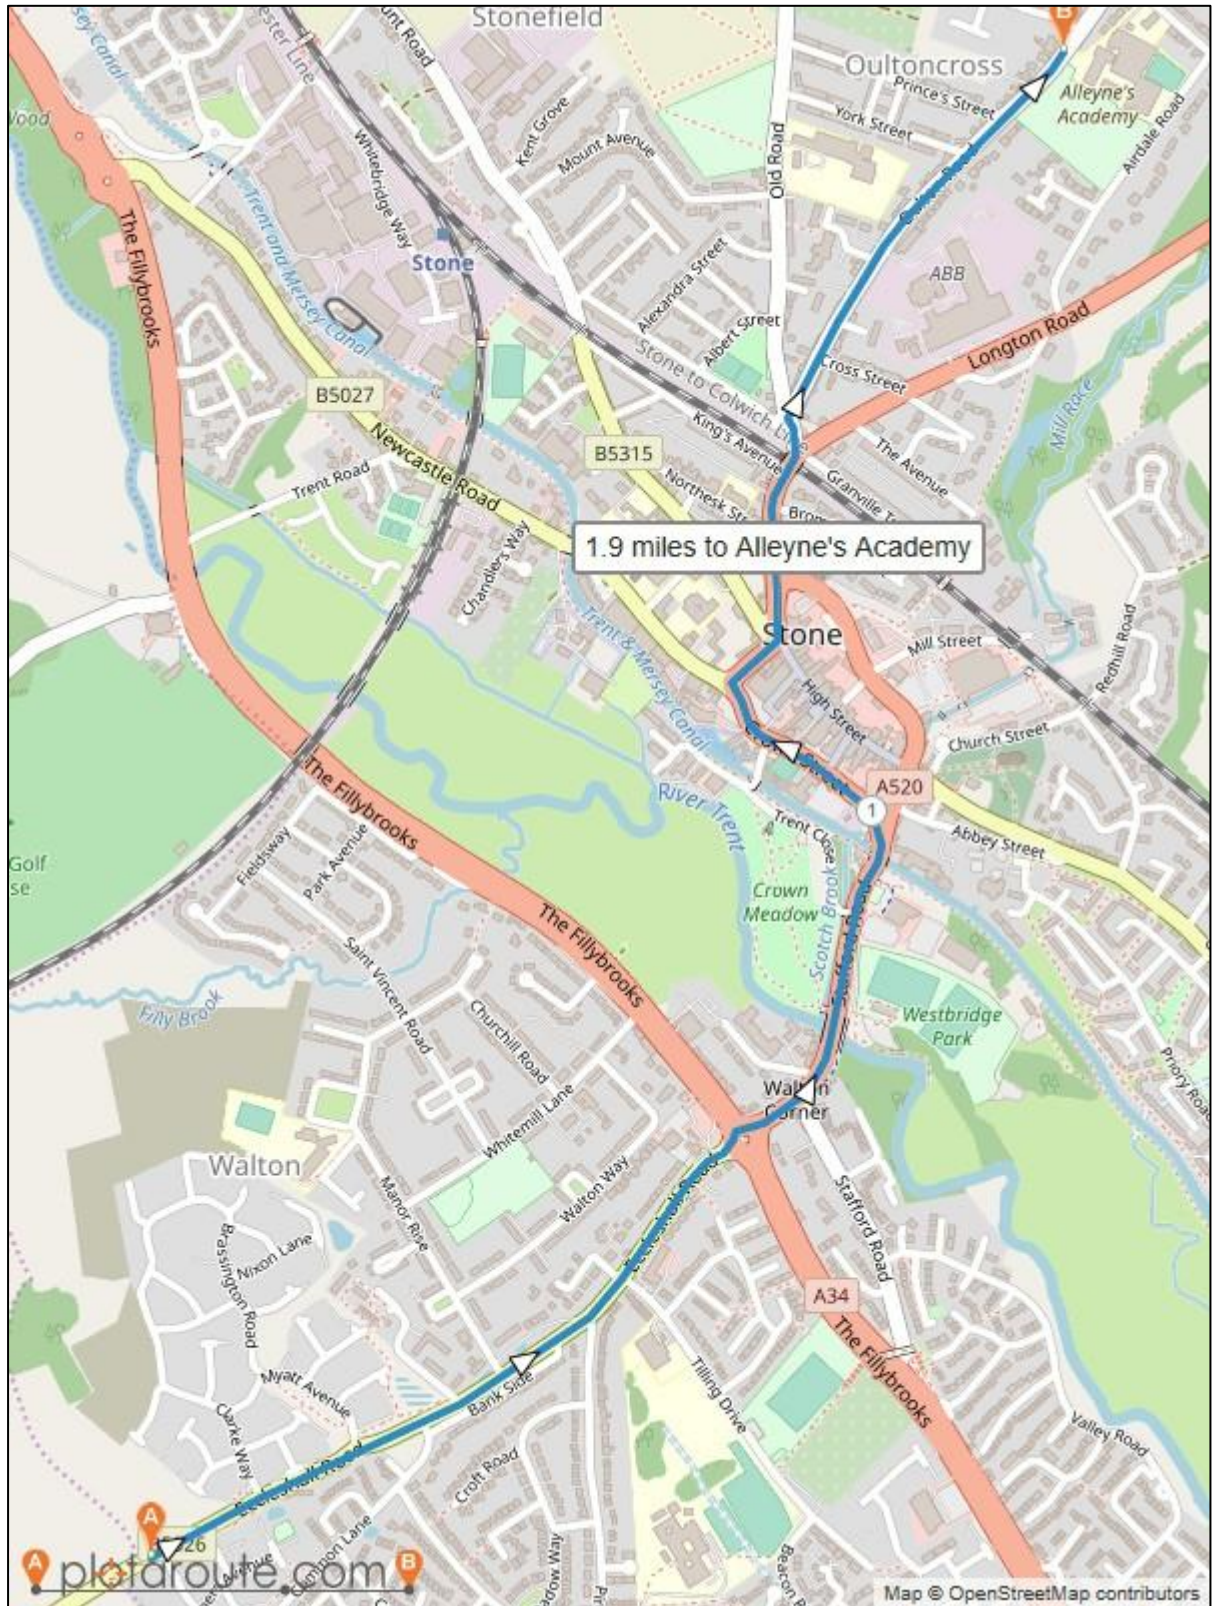 Stonefield
B
Oultoncross
Prince's Street
York Street
Alleyne's
Academy
Airdale Road
Kent Grove
Mount Avenue
Old Road
Whitebridge Way
The Fillybrooks
Trent and Mersey Canal
Stone
Alexandra Street
Albert Street
ABB
Longton Road
Cross Street
Mill Race
Stone to Colwich Line
B5027
Newcastle Road
B5315
King's Avenue
The Avenue
Trent Road
Northesk
Granville
Chandlers Way
1.9 miles to Alleyne's Academy
Stone
Mill Street
Redhill Road
Trent & Mersey Canal
High Street
Church Street
The Fillybrooks
River Trent
A520
1
Trent Close
Abbey Street
Fieldsway
Park Avenue
Golf
Crown
Meadow
Scotch Brook
Stafford Road
The Fillybrooks
Saint Vincent Road
Filly Brook
Churchill Road
Westbridge
Park
Priory Road
Walton
Corner
Whitemill Lane
Walton
Walton Way
Eccleshall Road
Stafford Road
Manor Rise
Brassington Road
Nixon Lane
A34
The Fillybrooks
Myatt Avenue
Bank Side
Tilling Drive
Clarke Way
Valley Road
Eccleshall Road
Croft Road
A
A plotaroute.com B
Map © OpenStreetMap contributors